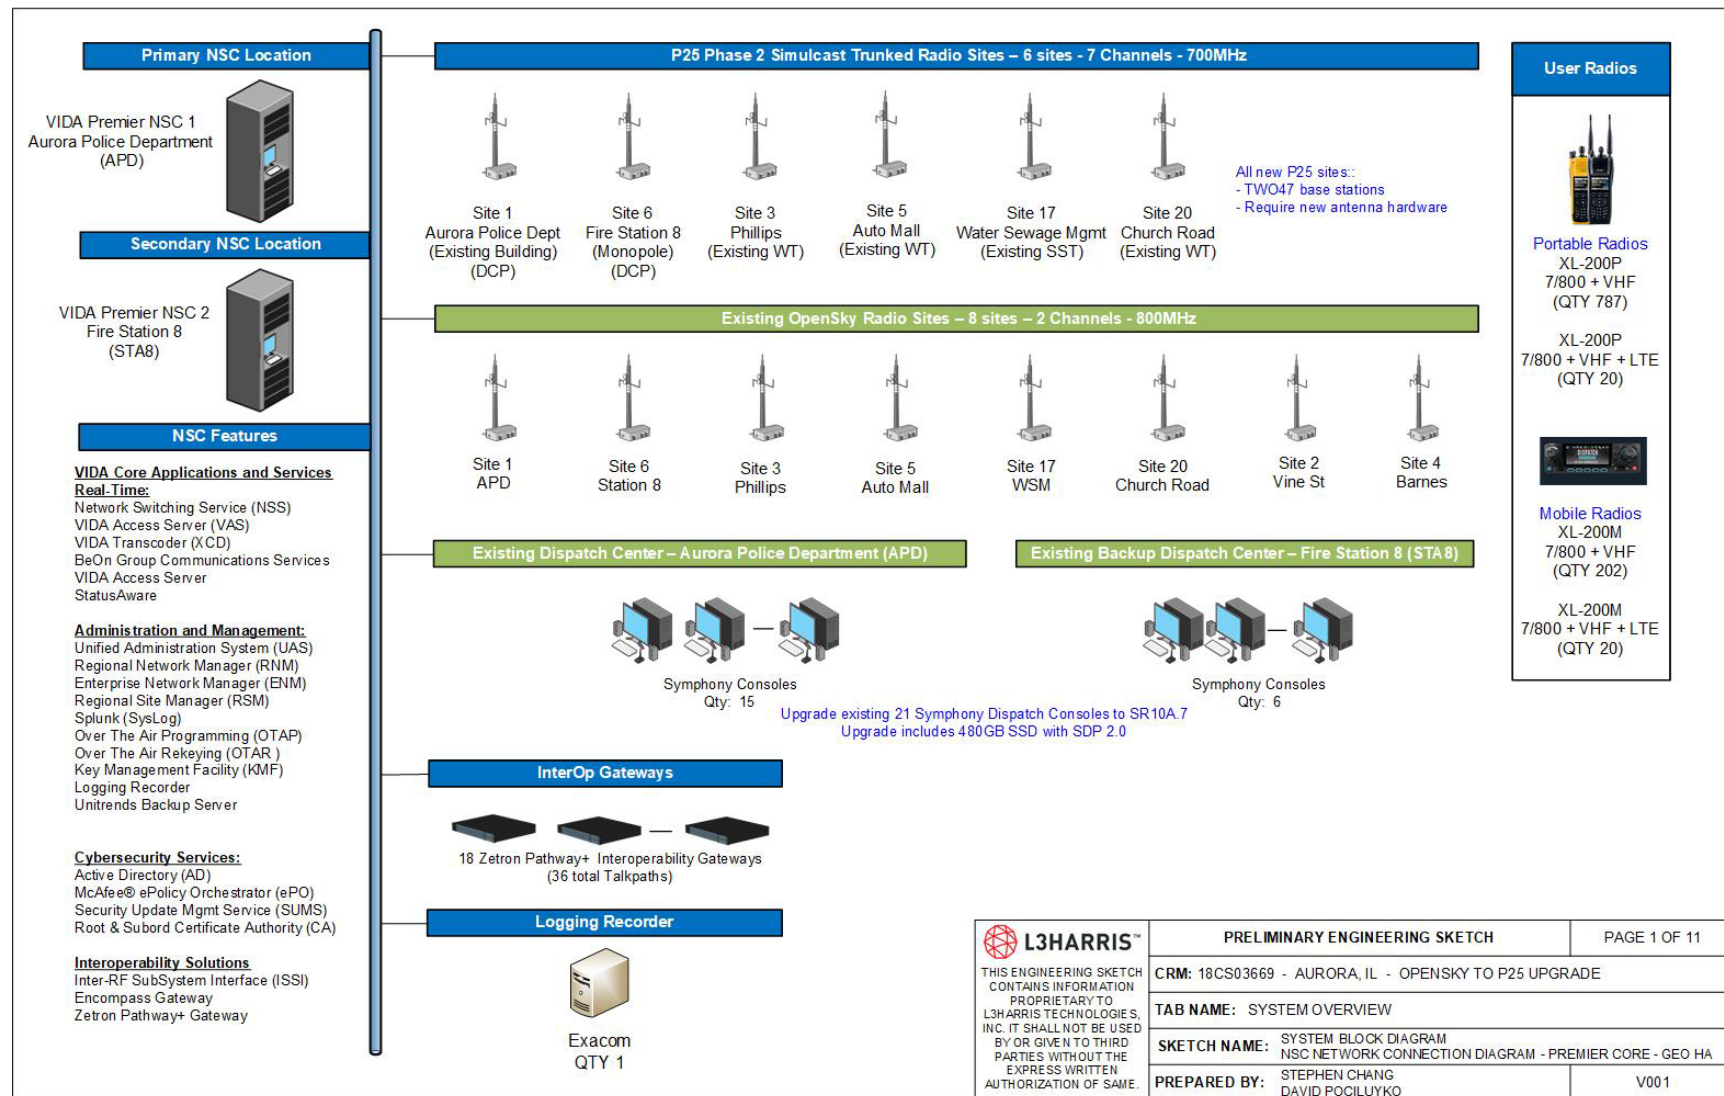 Primary NSC Location
VIDA Premier NSC 1
Aurora Police Department
(APD)
Secondary NSC Location
VIDA Premier NSC 2
Fire Station 8
(STA8)
NSC Features
VIDA Core Applications and Services
Real-Time:
Network Switching Service (NSS)
VIDA Access Server (VAS)
VIDA Transcoder (XCD)
BeOn Group Communications Services
VIDA Access Server
StatusAware
Administration and Management:
Unified Administration System (UAS)
Regional Network Manager (RNM)
Enterprise Network Manager (ENM)
Regional Site Manager (RSM)
Splunk (SysLog)
Over The Air Programming (OTAP)
Over The Air Rekeying (OTAR )
Key Management Facility (KMF)
Logging Recorder
Unitrends Backup Server
Cybersecurity Services:
Active Directory (AD)
McAfee® ePolicy Orchestrator (ePO)
Security Update Mgmt Service (SUMS)
Root & Subord Certificate Authority (CA)
Interoperability Solutions
Inter-RF SubSystem Interface (ISSI)
Encompass Gateway
Zetron Pathway+ Gateway
P25 Phase 2 Simulcast Trunked Radio Sites – 6 sites - 7 Channels - 700MHz
Site 1
Aurora Police Dept
(Existing Building)
(DCP)
Site 6
Fire Station 8
(Monopole)
(DCP)
Site 3
Phillips
(Existing WT)
Site 5
Auto Mall
(Existing WT)
Site 17
Water Sewage Mgmt
(Existing SST)
Site 20
Church Road
(Existing WT)
All new P25 sites::
- TWO47 base stations
- Require new antenna hardware
Existing OpenSky Radio Sites – 8 sites – 2 Channels - 800MHz
Site 1
APD
Site 6
Station 8
Site 3
Phillips
Site 5
Auto Mall
Site 17
WSM
Site 20
Church Road
Site 2
Vine St
Site 4
Barnes
Existing Dispatch Center – Aurora Police Department (APD)
Symphony Consoles
Qty: 15
Existing Backup Dispatch Center – Fire Station 8 (STA8)
Symphony Consoles
Qty: 6
Upgrade existing 21 Symphony Dispatch Consoles to SR10A.7
Upgrade includes 480GB SSD with SDP 2.0
InterOp Gateways
18 Zetron Pathway+ Interoperability Gateways
(36 total Talkpaths)
Logging Recorder
Exacom
QTY 1
User Radios
Portable Radios
XL-200P
7/800 + VHF
(QTY 787)
XL-200P
7/800 + VHF + LTE
(QTY 20)
DISPATCH
Mobile Radios
XL-200M
7/800 + VHF
(QTY 202)
XL-200M
7/800 + VHF + LTE
(QTY 20)
L3HARRIS™
THIS ENGINEERING SKETCH
CONTAINS INFORMATION
PROPRIETARY TO
L3HARRIS TECHNOLOGIES,
INC. IT SHALL NOT BE USED
BY OR GIVEN TO THIRD
PARTIES WITHOUT THE
EXPRESS WRITTEN
AUTHORIZATION OF SAME.
PRELIMINARY ENGINEERING SKETCH
PAGE 1 OF 11
CRM: 18CS03669 - AURORA, IL - OPENSKY TO P25 UPGRADE
TAB NAME: SYSTEM OVERVIEW
SKETCH NAME: SYSTEM BLOCK DIAGRAM
NSC NETWORK CONNECTION DIAGRAM - PREMIER CORE - GEO HA
PREPARED BY: STEPHEN CHANG
DAVID POCILUYKO
V001